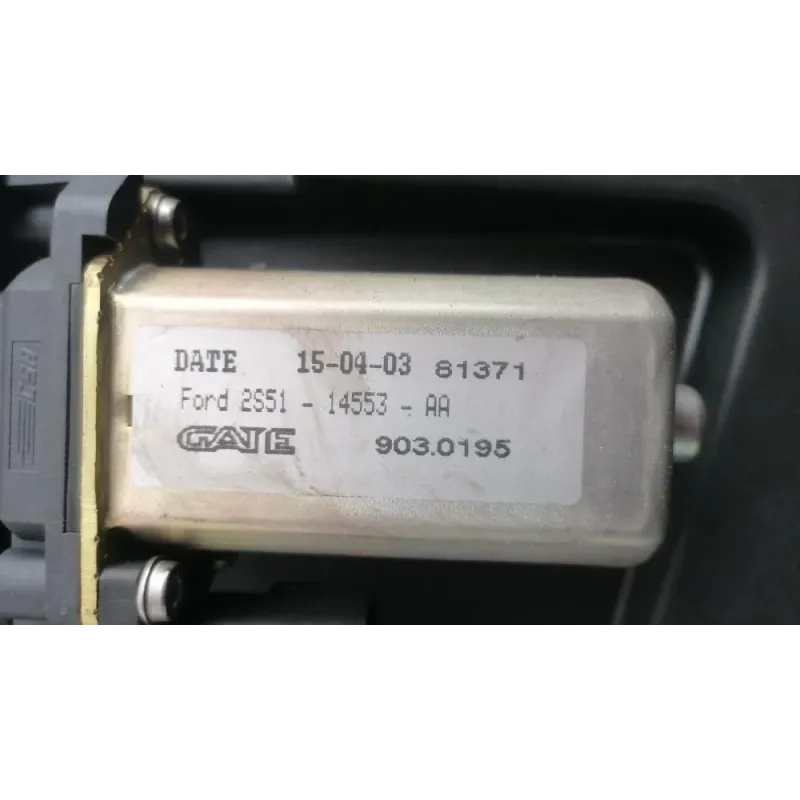 DATE 15-04-03 81371
Ford 2S51 - 14553 - AA
GATE 903.0195